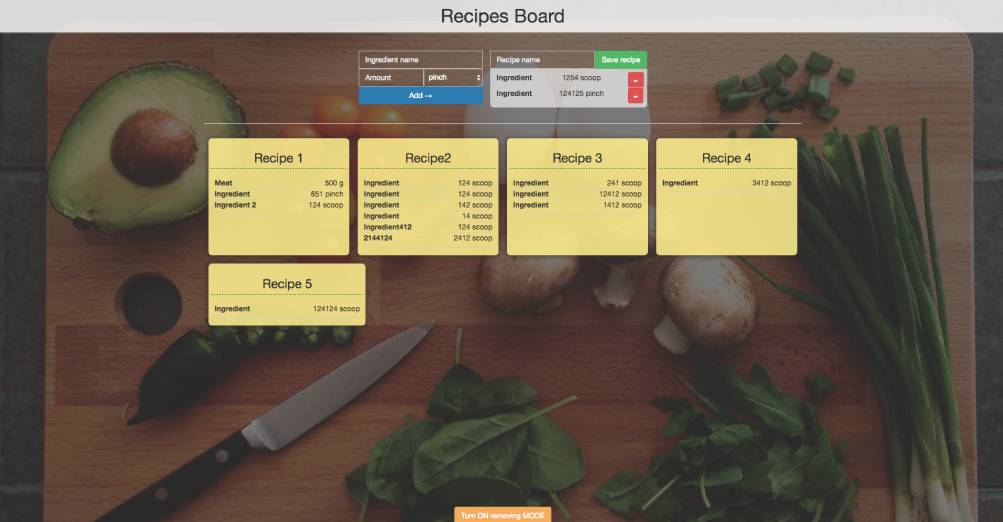 Recipes Board
Ingredient name
Amount pinch
Add →
Recipe name Save recipe
Ingredient 1254 scoop -
Ingredient 124125 pinch -
Recipe 1
Meat 500 g
Ingredient 651 pinch
Ingredient 2 124 scoop
Recipe2
Ingredient 124 scoop
Ingredient 124 scoop
Ingredient 142 scoop
Ingredient 14 scoop
Ingredient412 124 scoop
2144124 2412 scoop
Recipe 3
Ingredient 241 scoop
Ingredient 12412 scoop
Ingredient 1412 scoop
Recipe 4
Ingredient 3412 scoop
Recipe 5
Ingredient 124124 scoop
Turn ON removing MODE